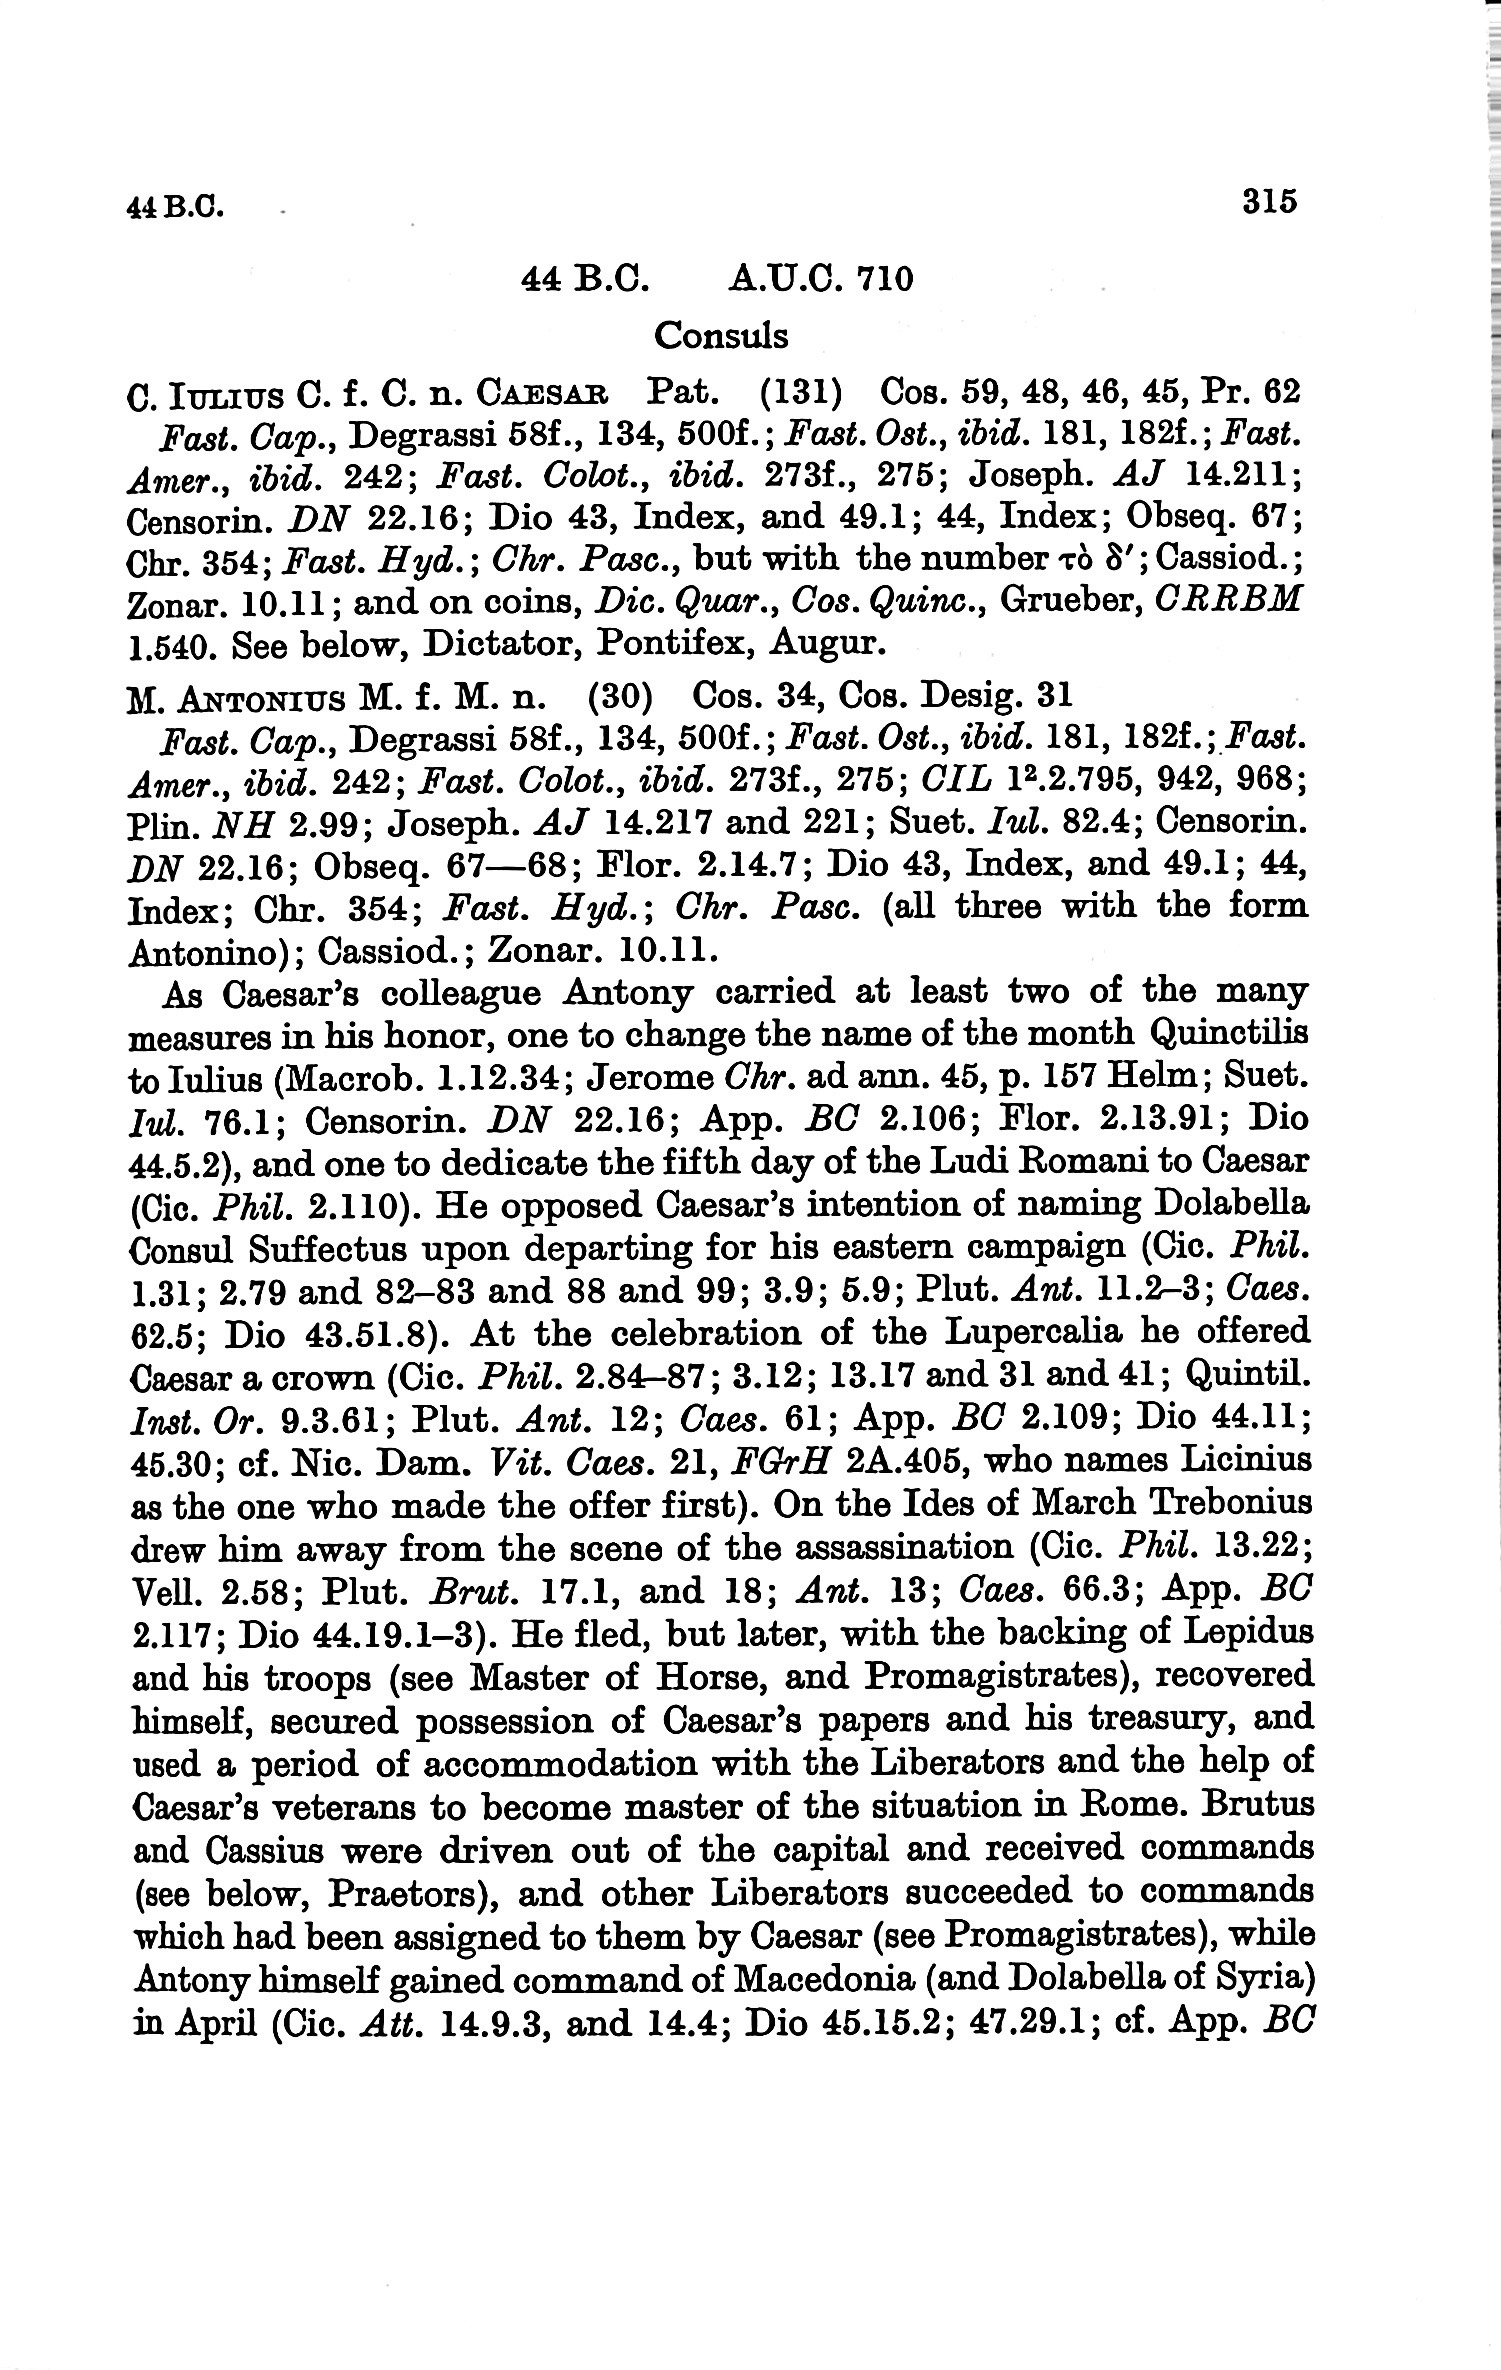 44 B.C. 315
44 B.C. A.U.C. 710
Consuls
C. IULIUS C. f. C. n. CAESAR Pat. (131) Cos. 59, 48, 46, 45, Pr. 62
Fast. Cap., Degrassi 58f., 134, 500f.; Fast. Ost., ibid. 181, 182f.; Fast.
Amer., ibid. 242; Fast. Colot., ibid. 273f., 275; Joseph. AJ 14.211;
Censorin. DN 22.16; Dio 43, Index, and 49.1; 44, Index; Obseq. 67;
Chr. 354; Fast. Hyd.; Chr. Pasc., but with the number τὸ δ′; Cassiod.;
Zonar. 10.11; and on coins, Dic. Quar., Cos. Quinc., Grueber, CRRBM
1.540. See below, Dictator, Pontifex, Augur.
M. ANTONIUS M. f. M. n. (30) Cos. 34, Cos. Desig. 31
Fast. Cap., Degrassi 58f., 134, 500f.; Fast. Ost., ibid. 181, 182f.; Fast.
Amer., ibid. 242; Fast. Colot., ibid. 273f., 275; CIL 1².2.795, 942, 968;
Plin. NH 2.99; Joseph. AJ 14.217 and 221; Suet. Iul. 82.4; Censorin.
DN 22.16; Obseq. 67—68; Flor. 2.14.7; Dio 43, Index, and 49.1; 44,
Index; Chr. 354; Fast. Hyd.; Chr. Pasc. (all three with the form
Antonino); Cassiod.; Zonar. 10.11.
As Caesar's colleague Antony carried at least two of the many
measures in his honor, one to change the name of the month Quinctilis
to Iulius (Macrob. 1.12.34; Jerome Chr. ad ann. 45, p. 157 Helm; Suet.
Iul. 76.1; Censorin. DN 22.16; App. BC 2.106; Flor. 2.13.91; Dio
44.5.2), and one to dedicate the fifth day of the Ludi Romani to Caesar
(Cic. Phil. 2.110). He opposed Caesar's intention of naming Dolabella
Consul Suffectus upon departing for his eastern campaign (Cic. Phil.
1.31; 2.79 and 82–83 and 88 and 99; 3.9; 5.9; Plut. Ant. 11.2–3; Caes.
62.5; Dio 43.51.8). At the celebration of the Lupercalia he offered
Caesar a crown (Cic. Phil. 2.84–87; 3.12; 13.17 and 31 and 41; Quintil.
Inst. Or. 9.3.61; Plut. Ant. 12; Caes. 61; App. BC 2.109; Dio 44.11;
45.30; cf. Nic. Dam. Vit. Caes. 21, FGrH 2A.405, who names Licinius
as the one who made the offer first). On the Ides of March Trebonius
drew him away from the scene of the assassination (Cic. Phil. 13.22;
Vell. 2.58; Plut. Brut. 17.1, and 18; Ant. 13; Caes. 66.3; App. BC
2.117; Dio 44.19.1–3). He fled, but later, with the backing of Lepidus
and his troops (see Master of Horse, and Promagistrates), recovered
himself, secured possession of Caesar's papers and his treasury, and
used a period of accommodation with the Liberators and the help of
Caesar's veterans to become master of the situation in Rome. Brutus
and Cassius were driven out of the capital and received commands
(see below, Praetors), and other Liberators succeeded to commands
which had been assigned to them by Caesar (see Promagistrates), while
Antony himself gained command of Macedonia (and Dolabella of Syria)
in April (Cic. Att. 14.9.3, and 14.4; Dio 45.15.2; 47.29.1; cf. App. BC